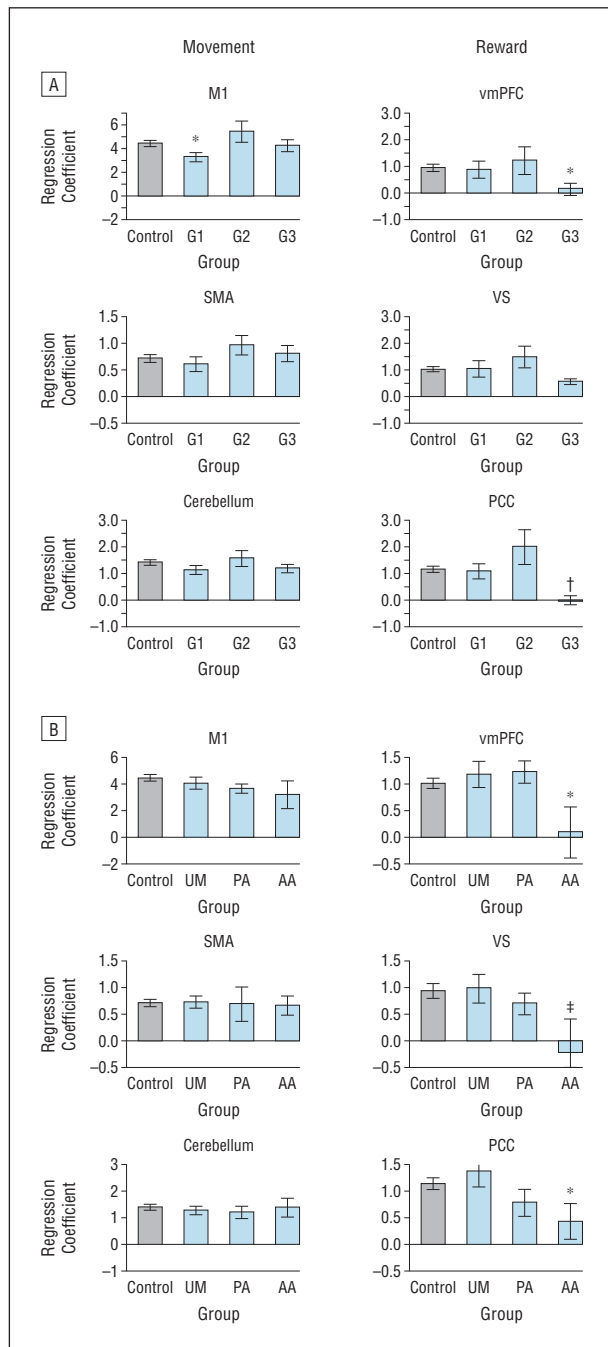 Movement Reward
A
M1
Regression
Coefficient
6
4
2
0
−2
Control G1 G2 G3
Group
vmPFC
3.0
2.0
1.0
0.0
−1.0
*
*
Control G1 G2 G3
Group
SMA
Regression
Coefficient
1.5
1.0
0.5
0.0
−0.5
Control G1 G2 G3
Group
VS
3.0
2.0
1.0
0.0
−1.0
Control G1 G2 G3
Group
Cerebellum
Regression
Coefficient
3.0
2.0
1.0
0.0
−1.0
Control G1 G2 G3
Group
PCC
3.0
2.0
1.0
0.0
−1.0
†
Control G1 G2 G3
Group
B
M1
Regression
Coefficient
6
4
2
0
−2
Control UM PA AA
Group
vmPFC
1.5
1.0
0.5
0.0
−0.5
*
Control UM PA AA
Group
SMA
Regression
Coefficient
1.5
1.0
0.5
0.0
−0.5
Control UM PA AA
Group
VS
1.5
1.0
0.5
0.0
−0.5
‡
Control UM PA AA
Group
Cerebellum
Regression
Coefficient
3
2
1
0
−1
Control UM PA AA
Group
PCC
1.5
1.0
0.5
0.0
−0.5
*
Control UM PA AA
Group